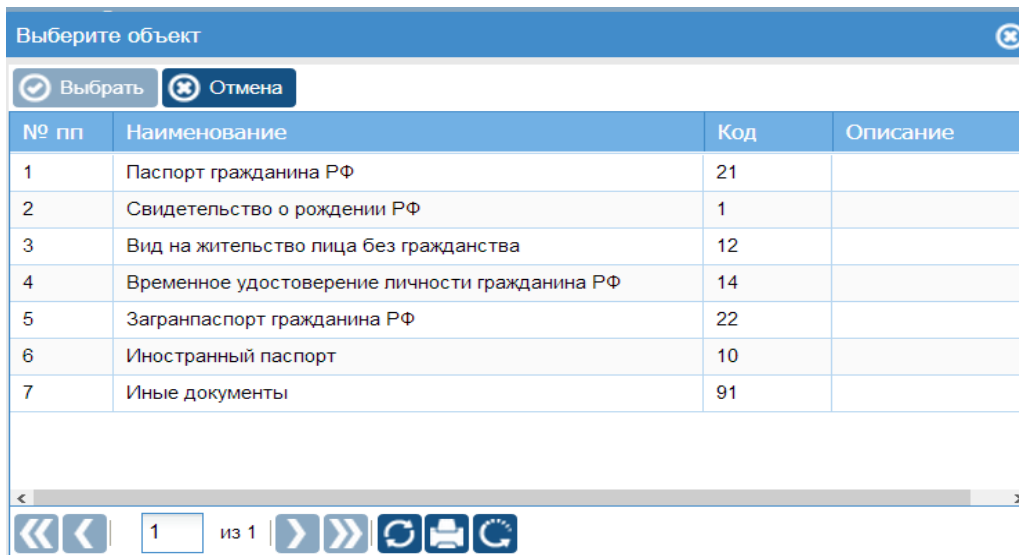 Выберите объект
Выбрать Отмена
№ пп Наименование Код Описание
1 Паспорт гражданина РФ 21
2 Свидетельство о рождении РФ 1
3 Вид на жительство лица без гражданства 12
4 Временное удостоверение личности гражданина РФ 14
5 Загранпаспорт гражданина РФ 22
6 Иностранный паспорт 10
7 Иные документы 91
1 из 1